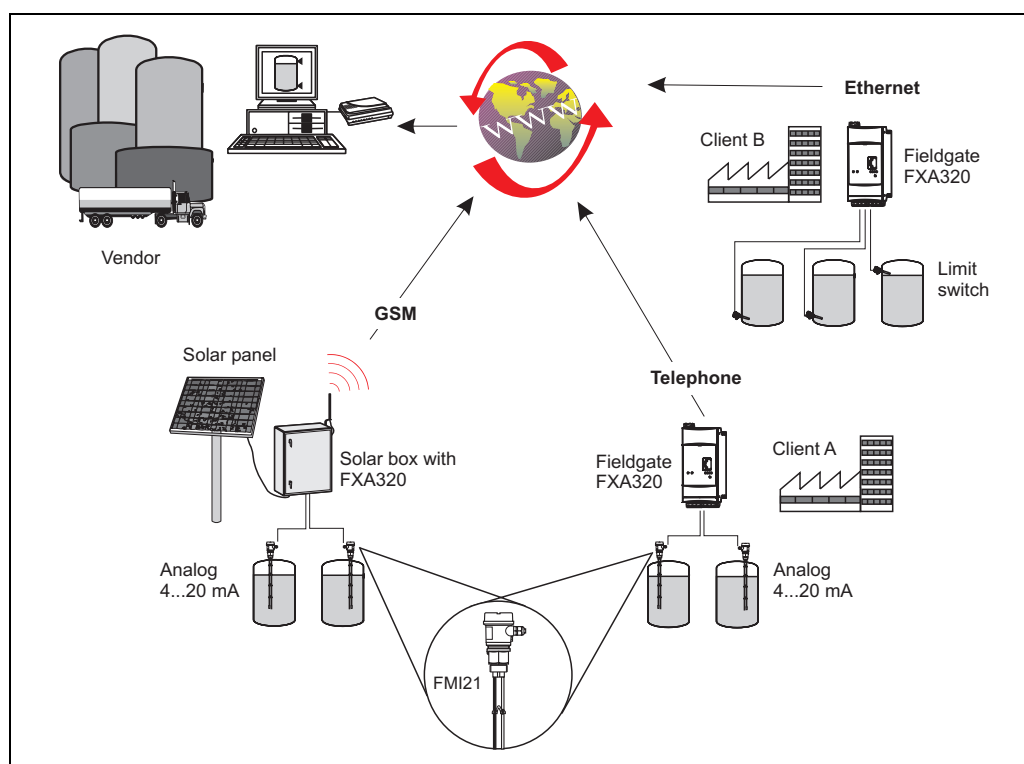 WWW
Ethernet
Client B
Fieldgate
FXA320
Vendor
Limit
switch
GSM
Solar panel
Telephone
Solar box with
FXA320
Fieldgate
FXA320
Client A
Analog
4...20 mA
Analog
4...20 mA
FMI21